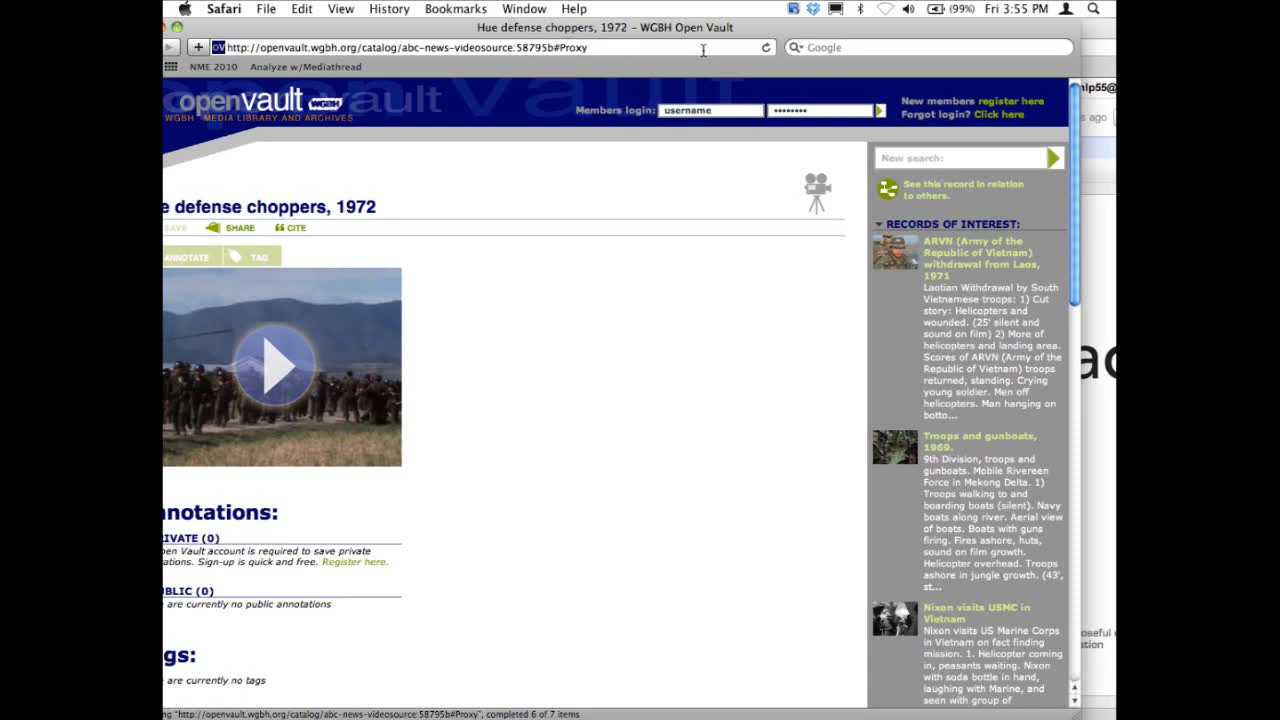 Safari File Edit View History Bookmarks Window Help (99%) Fri 3:55 PM
Hue defense choppers, 1972 – WGBH Open Vault
OV http://openvault.wgbh.org/catalog/abc-news-videosource:58795b#Proxy
Google
NME 2010 Analyze w/Mediathread
openvault WGBH
WGBH MEDIA LIBRARY AND ARCHIVES
Members login: username ••••••••
New members register here
Forgot login? Click here
e defense choppers, 1972
SAVE SHARE CITE
ANNOTATE TAG
nnotations:
IVATE (0)
pen Vault account is required to save private
tations. Sign-up is quick and free. Register here.
BLIC (0)
are currently no public annotations
gs:
are currently no tags
New search:
See this record in relation
to others.
RECORDS OF INTEREST:
ARVN (Army of the
Republic of Vietnam)
withdrawal from Laos,
1971
Laotian Withdrawal by South
Vietnamese troops: 1) Cut
story: Helicopters and
wounded. (25' silent and
sound on film) 2) More of
helicopters and landing area.
Scores of ARVN (Army of the
Republic of Vietnam) troops
returned, standing. Crying
young soldier. Men off
helicopters. Man hanging on
botto...
Troops and gunboats,
1969.
9th Division, troops and
gunboats. Mobile Rivereen
Force in Mekong Delta. 1)
Troops walking to and
boarding boats (silent). Navy
boats along river. Aerial view
of boats. Boats with guns
firing. Fires ashore, huts,
sound on film growth.
Helicopter overhead. Troops
ashore in jungle growth. (43',
st...
Nixon visits USMC in
Vietnam
Nixon visits US Marine Corps
in Vietnam on fact finding
mission. 1. Helicopter coming
in, peasants waiting. Nixon
with soda bottle in hand,
laughing with Marine, and
seen with group of
ng "http://openvault.wgbh.org/catalog/abc-news-videosource:58795b#Proxy", completed 6 of 7 items
nlp55@
s ago
ac
oseful
ation